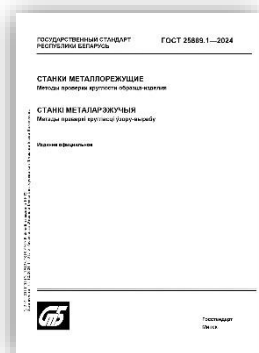 ГОСУДАРСТВЕННЫЙ СТАНДАРТ
РЕСПУБЛИКИ БЕЛАРУСЬ
ГОСТ 25889.1—2024
СТАНКИ МЕТАЛЛОРЕЖУЩИЕ
Методы проверки круглости образца-изделия
СТАНКІ МЕТАЛАРЭЖУЧЫЯ
Метады праверкі кругласці ўзору-вырабу
Издание официальное
Госстандарт
Минск